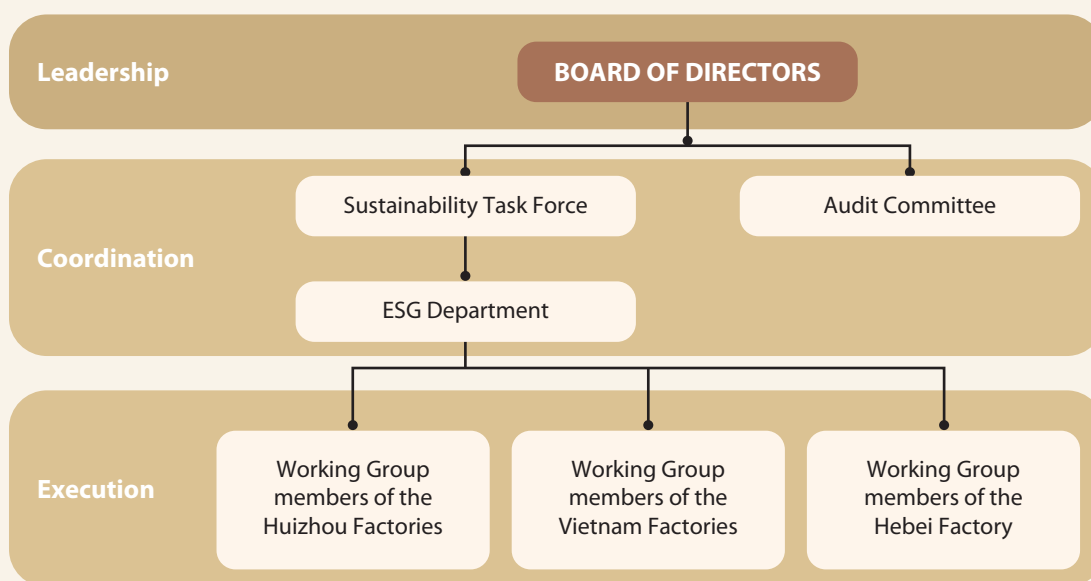 Leadership
BOARD OF DIRECTORS
Coordination
Sustainability Task Force
Audit Committee
ESG Department
Execution
Working Group
members of the
Huizhou Factories
Working Group
members of the
Vietnam Factories
Working Group
members of the
Hebei Factory